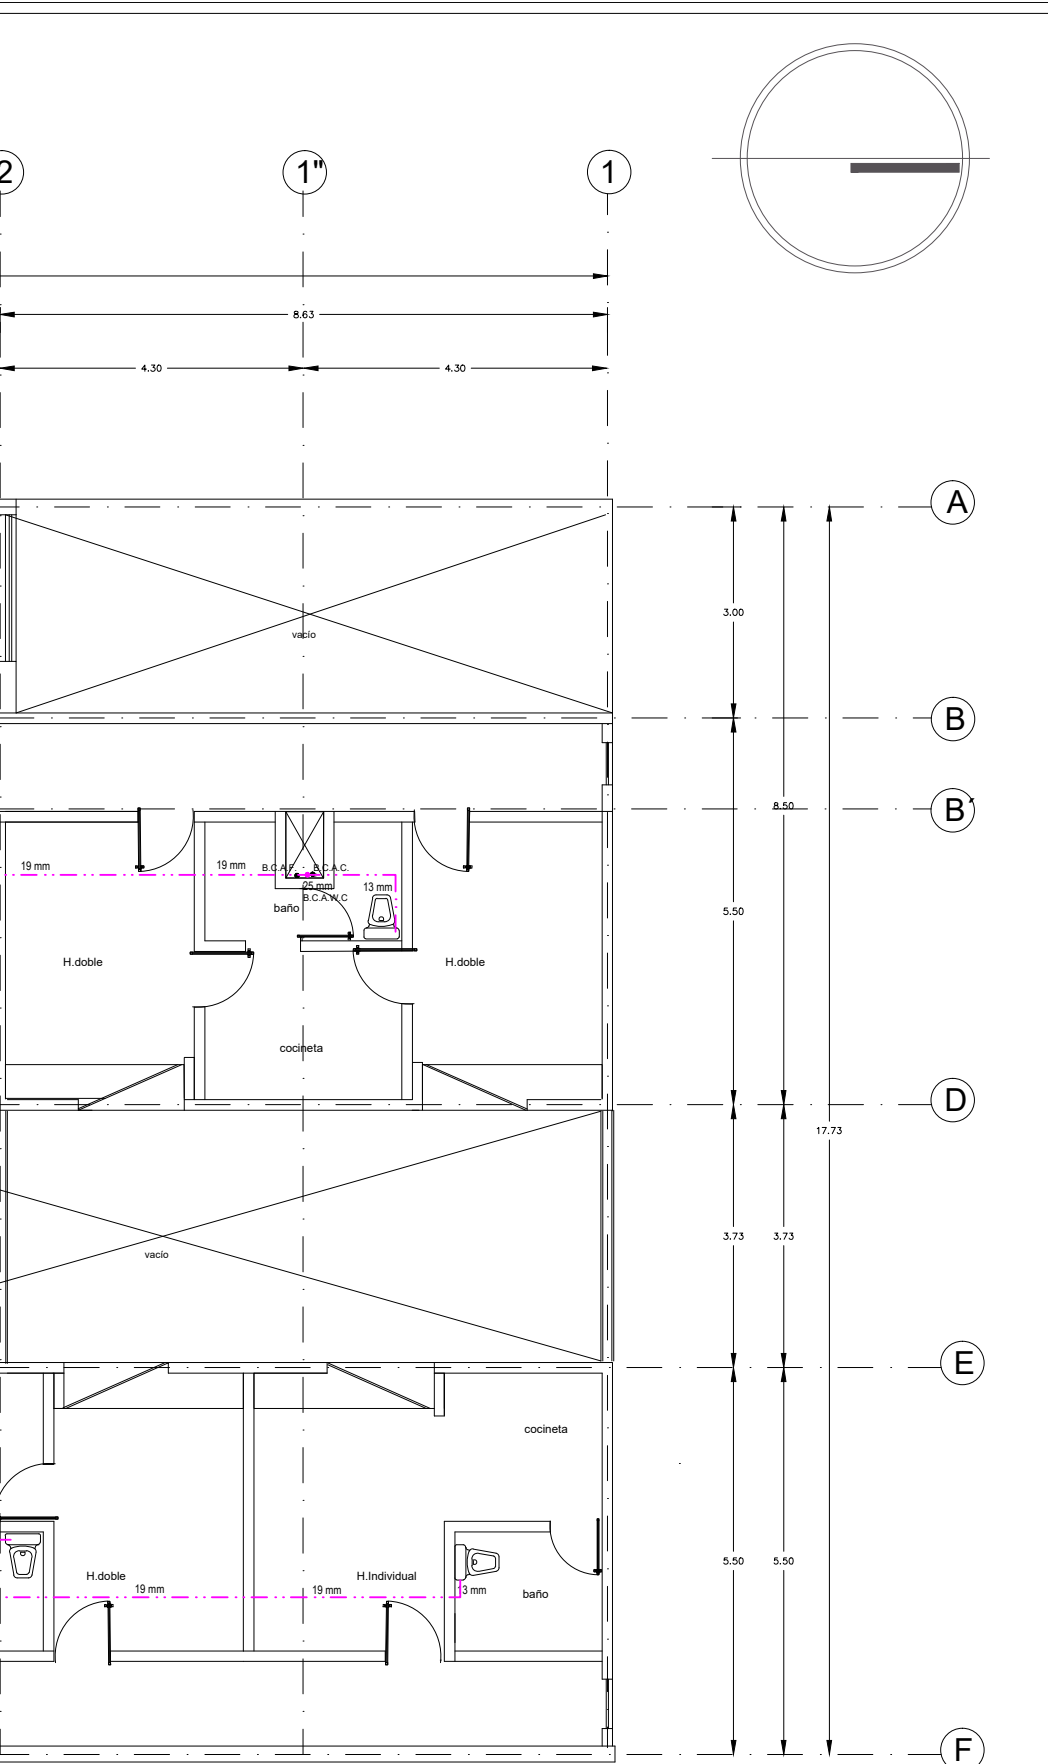 2
1"
1
8.63
4.30
4.30
A
3.00
vacío
B
B´
8.50
19 mm
19 mm
B.C.A.F.
B.C.A.C.
25 mm
13 mm
B.C.A.W.C
baño
5.50
H.doble
H.doble
cocineta
D
17.73
3.73
3.73
vacío
E
cocineta
5.50
5.50
H.doble
H.Individual
19 mm
19 mm
13 mm
baño
F